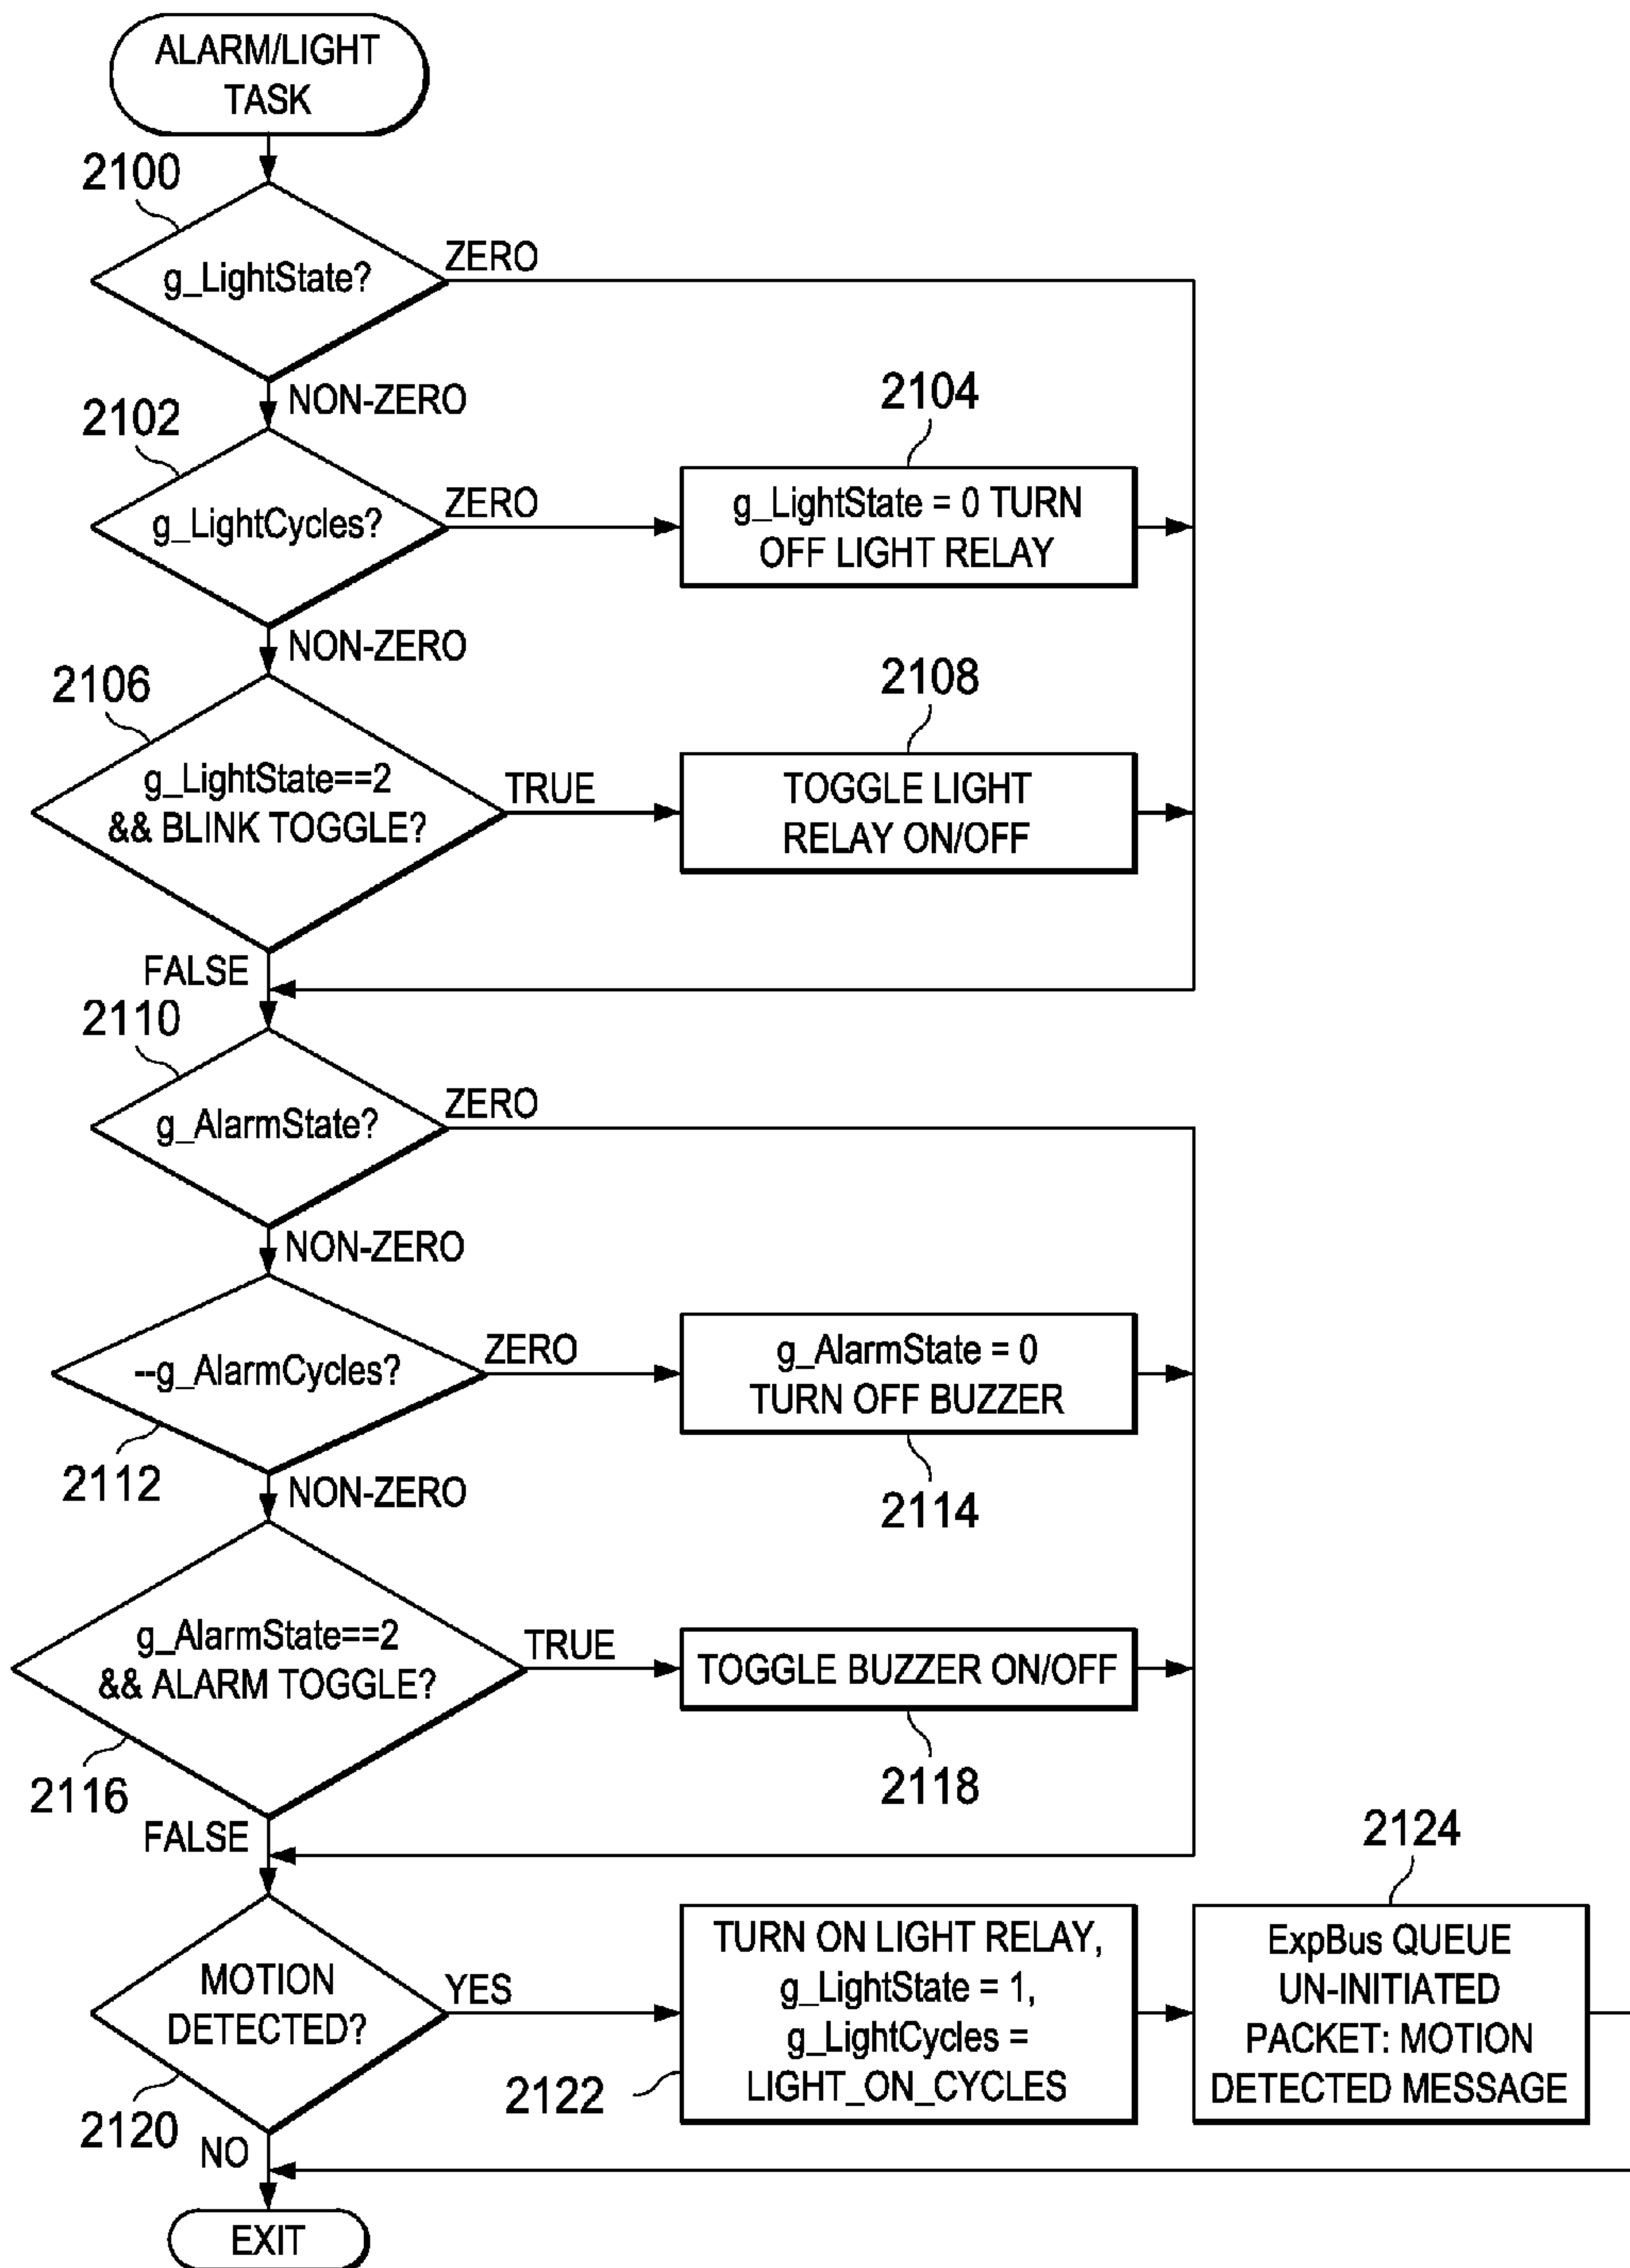 ALARM/LIGHT
TASK
2100
g_LightState?
ZERO
NON-ZERO
2102
g_LightCycles?
ZERO
2104
g_LightState = 0 TURN
OFF LIGHT RELAY
NON-ZERO
2106
g_LightState==2
&& BLINK TOGGLE?
TRUE
2108
TOGGLE LIGHT
RELAY ON/OFF
FALSE
2110
g_AlarmState?
ZERO
NON-ZERO
--g_AlarmCycles?
2112
ZERO
g_AlarmState = 0
TURN OFF BUZZER
2114
NON-ZERO
g_AlarmState==2
&& ALARM TOGGLE?
2116
TRUE
TOGGLE BUZZER ON/OFF
2118
FALSE
MOTION
DETECTED?
2120
YES
TURN ON LIGHT RELAY,
g_LightState = 1,
g_LightCycles =
LIGHT_ON_CYCLES
2122
2124
ExpBus QUEUE
UN-INITIATED
PACKET: MOTION
DETECTED MESSAGE
NO
EXIT